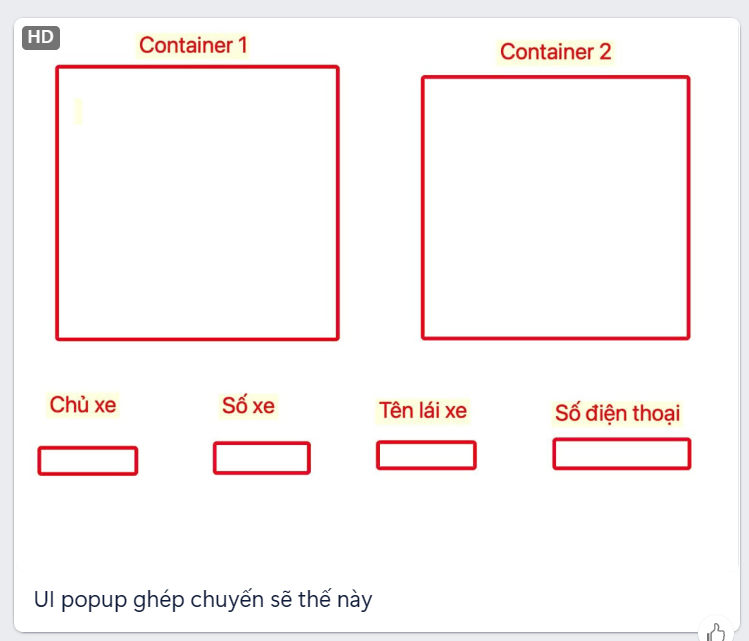 HD
Container 1
Container 2
Chủ xe
Số xe
Tên lái xe
Số điện thoại
UI popup ghép chuyến sẽ thế này